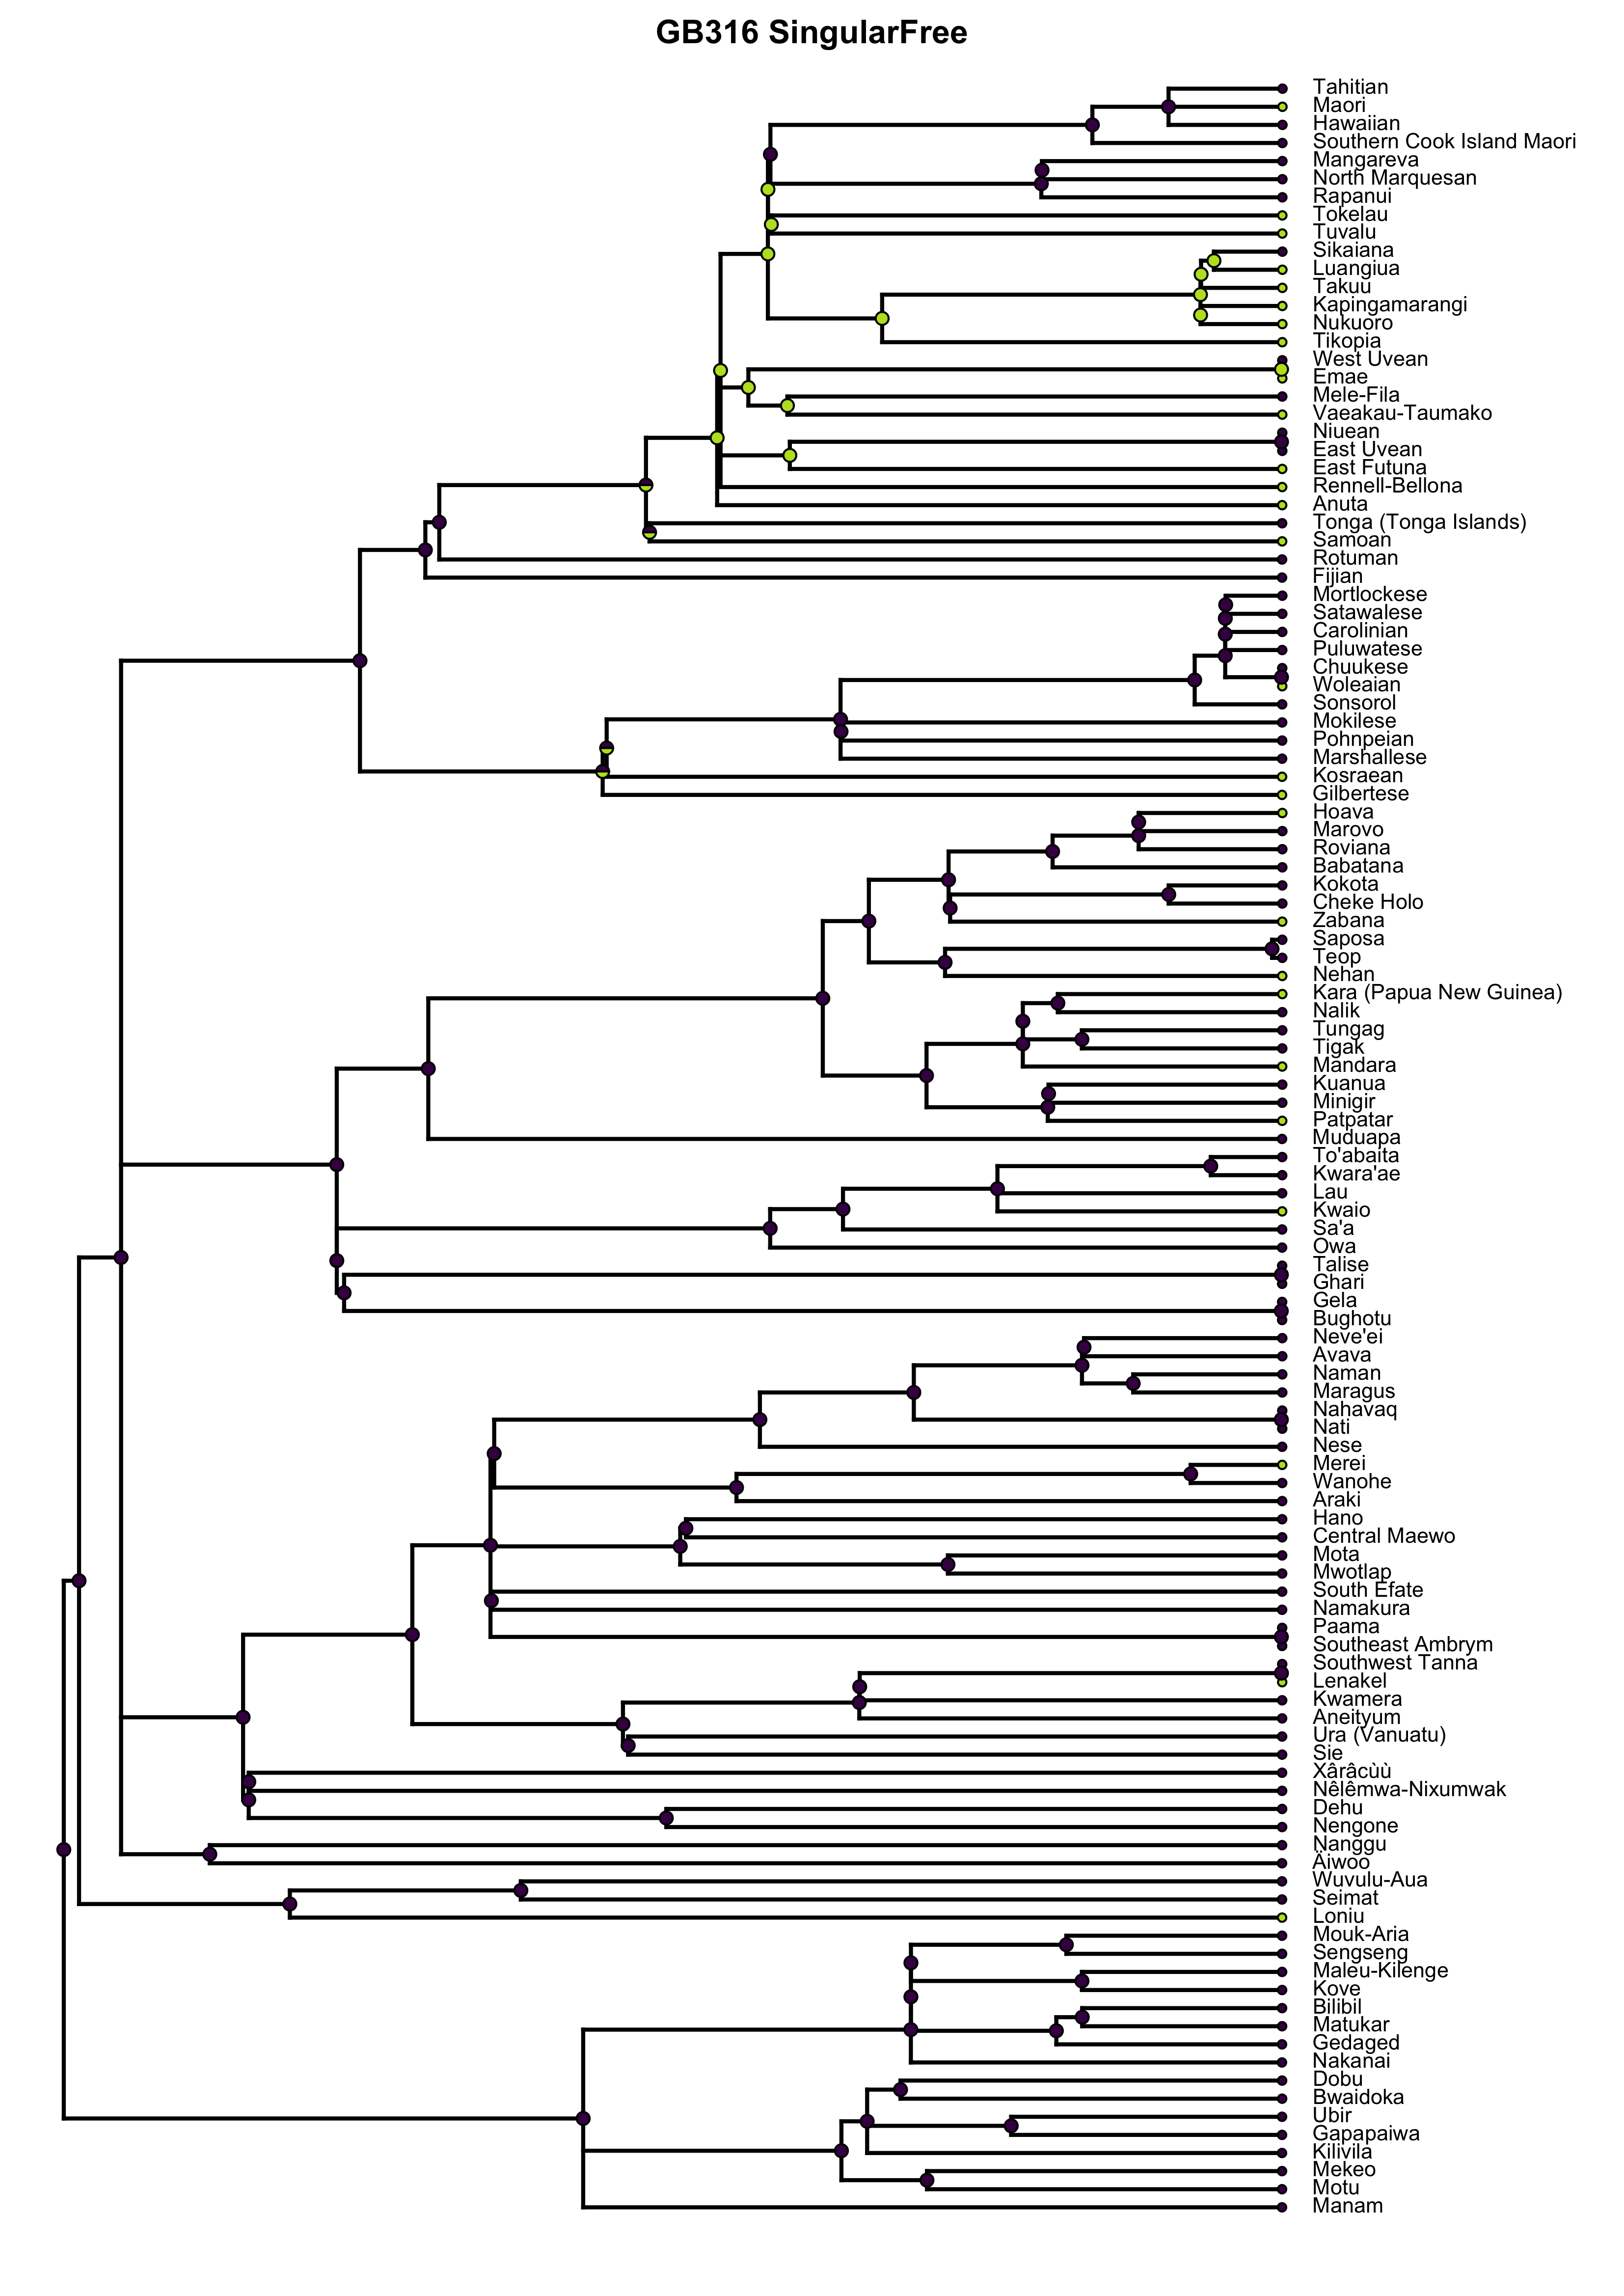 GB316 SingularFree
Tahitian
Maori
Hawaiian
Southern Cook Island Maori
Mangareva
North Marquesan
Rapanui
Tokelau
Tuvalu
Sikaiana
Luangiua
Takuu
Kapingamarangi
Nukuoro
Tikopia
West Uvean
Emae
Mele-Fila
Vaeakau-Taumako
Niuean
East Uvean
East Futuna
Rennell-Bellona
Anuta
Tonga (Tonga Islands)
Samoan
Rotuman
Fijian
Mortlockese
Satawalese
Carolinian
Puluwatese
Chuukese
Woleaian
Sonsorol
Mokilese
Pohnpeian
Marshallese
Kosraean
Gilbertese
Hoava
Marovo
Roviana
Babatana
Kokota
Cheke Holo
Zabana
Saposa
Teop
Nehan
Kara (Papua New Guinea)
Nalik
Tungag
Tigak
Mandara
Kuanua
Minigir
Patpatar
Muduapa
To'abaita
Kwara'ae
Lau
Kwaio
Sa'a
Owa
Talise
Ghari
Gela
Bughotu
Neve'ei
Avava
Naman
Maragus
Nahavaq
Nati
Nese
Merei
Wanohe
Araki
Hano
Central Maewo
Mota
Mwotlap
South Efate
Namakura
Paama
Southeast Ambrym
Southwest Tanna
Lenakel
Kwamera
Aneityum
Ura (Vanuatu)
Sie
Xârâcùù
Nêlêmwa-Nixumwak
Dehu
Nengone
Nanggu
Äiwoo
Wuvulu-Aua
Seimat
Loniu
Mouk-Aria
Sengseng
Maleu-Kilenge
Kove
Bilibil
Matukar
Gedaged
Nakanai
Dobu
Bwaidoka
Ubir
Gapapaiwa
Kilivila
Mekeo
Motu
Manam